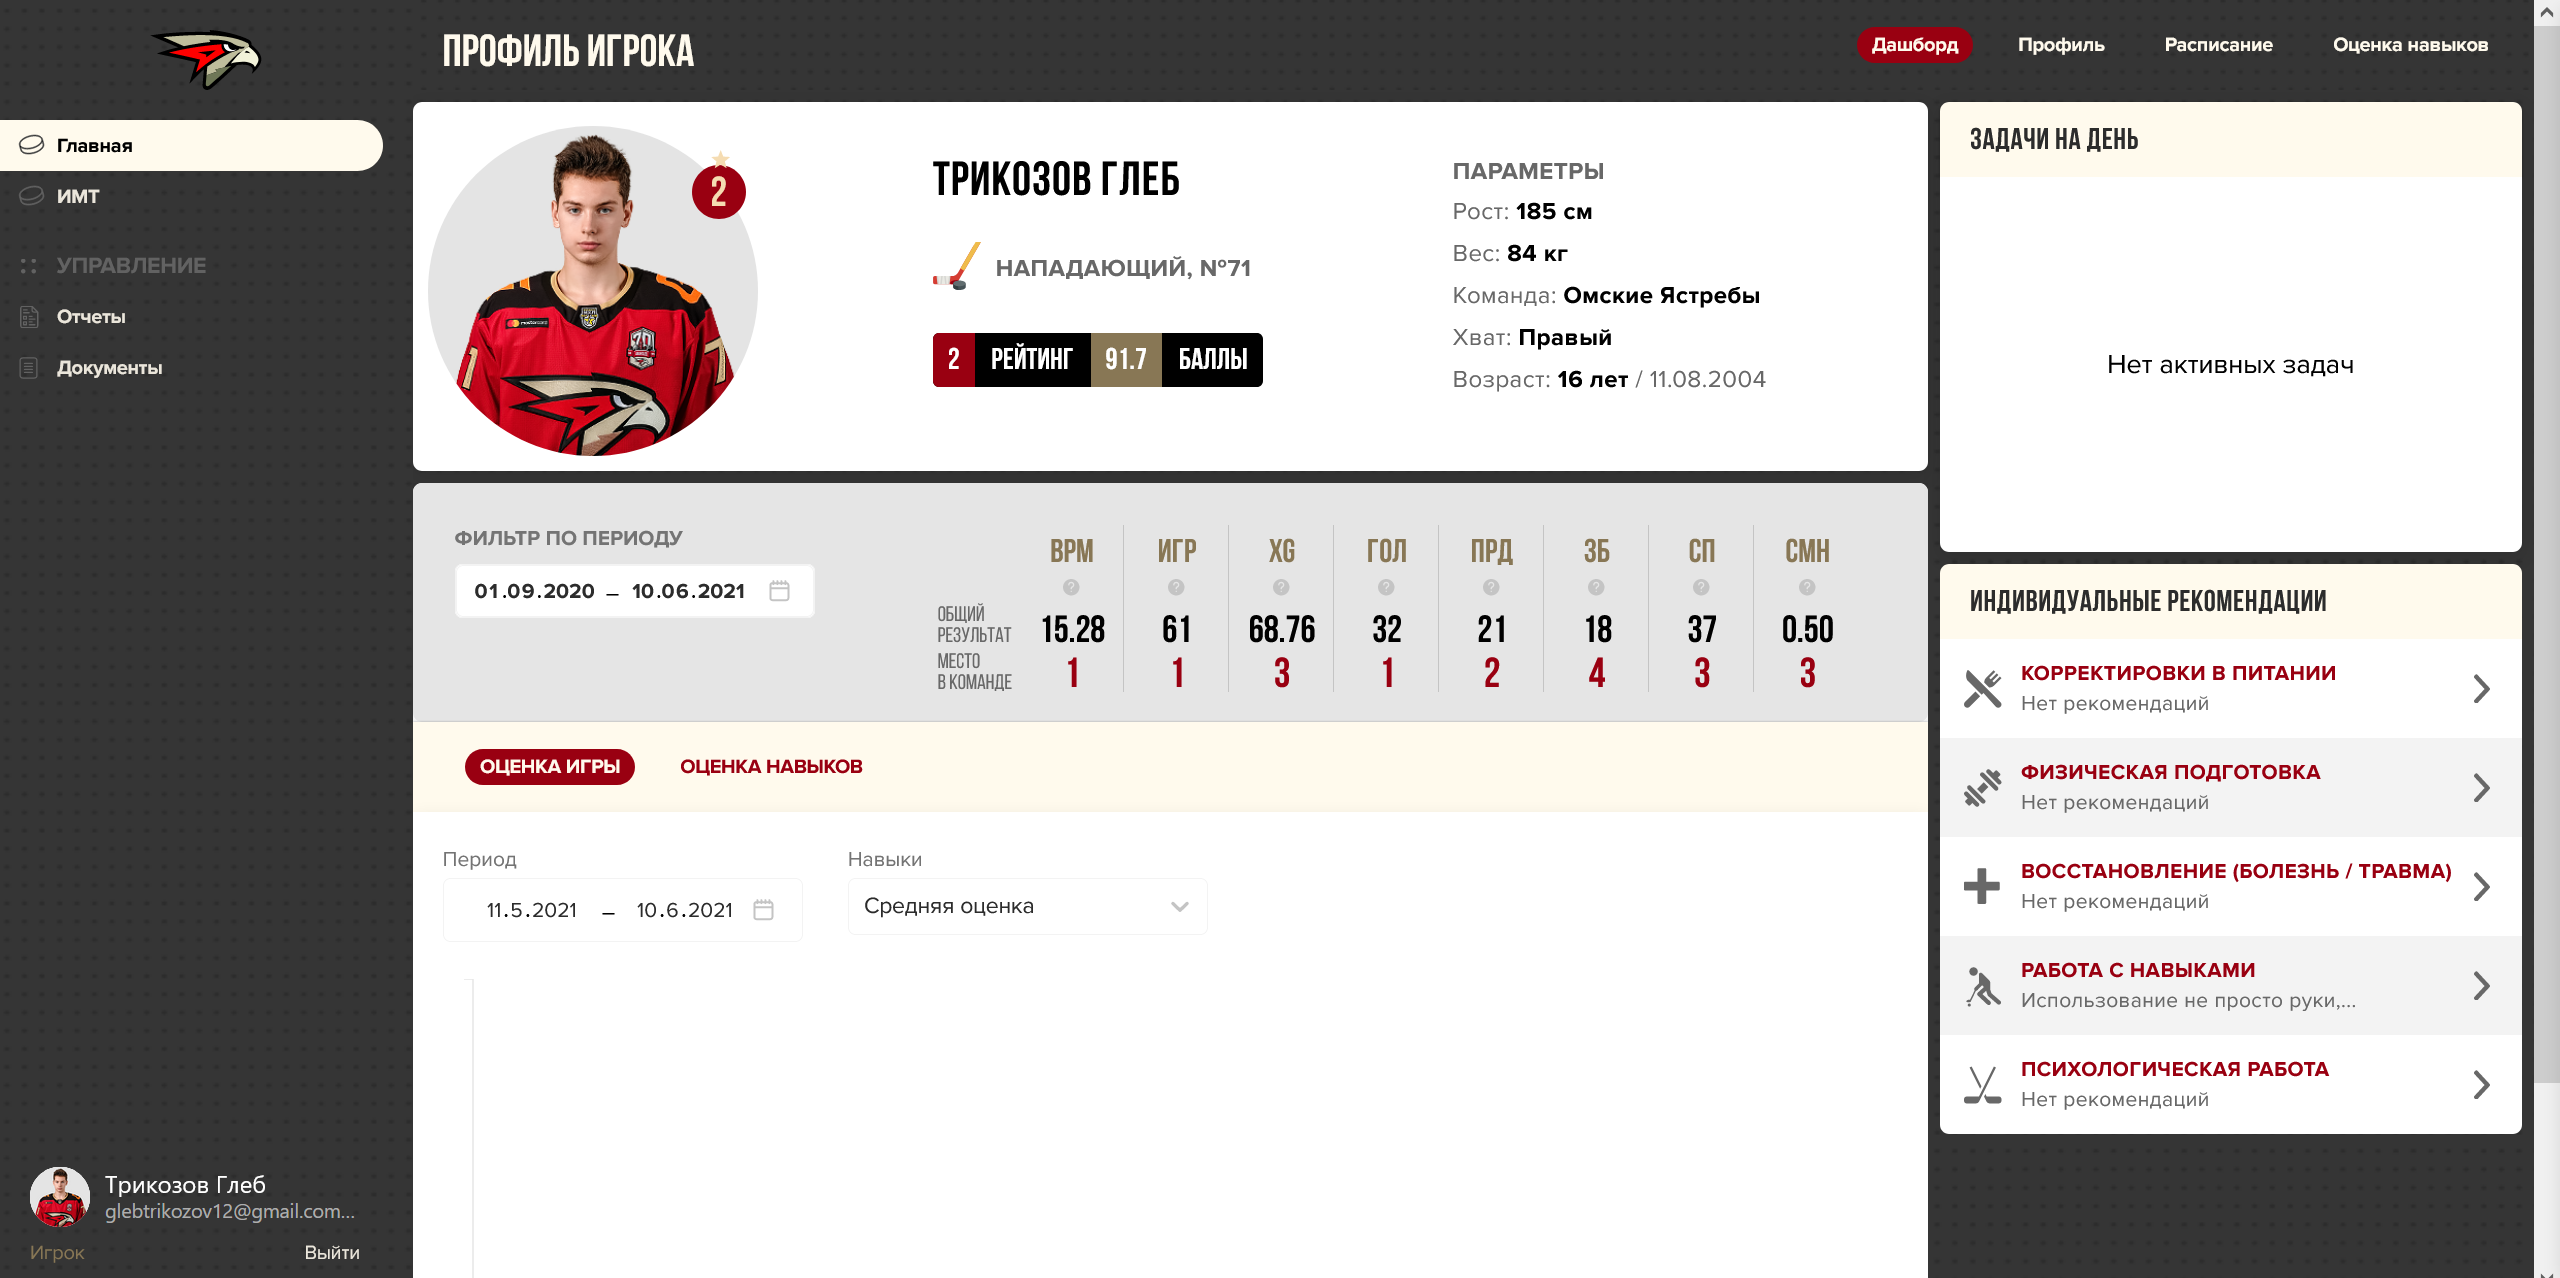 ПРОФИЛЬ ИГРОКА
Дашборд
Профиль
Расписание
Оценка навыков
Главная
ИМТ
УПРАВЛЕНИЕ
Отчеты
Документы
2
ТРИКОЗОВ ГЛЕБ
НАПАДАЮЩИЙ, №71
2 РЕЙТИНГ 91.7 БАЛЛЫ
ПАРАМЕТРЫ
Рост: 185 см
Вес: 84 кг
Команда: Омские Ястребы
Хват: Правый
Возраст: 16 лет / 11.08.2004
ФИЛЬТР ПО ПЕРИОДУ
01.09.2020 – 10.06.2021
ВРМ ИГР XG ГОЛ ПРД ЗБ СП СМН
? ? ? ? ? ? ? ?
ОБЩИЙ
РЕЗУЛЬТАТ
15.28 61 68.76 32 21 18 37 0.50
МЕСТО
В КОМАНДЕ
1 1 3 1 2 4 3 3
ОЦЕНКА ИГРЫ
ОЦЕНКА НАВЫКОВ
Период
11.5.2021 – 10.6.2021
Навыки
Средняя оценка
ЗАДАЧИ НА ДЕНЬ
Нет активных задач
ИНДИВИДУАЛЬНЫЕ РЕКОМЕНДАЦИИ
КОРРЕКТИРОВКИ В ПИТАНИИ
Нет рекомендаций
ФИЗИЧЕСКАЯ ПОДГОТОВКА
Нет рекомендаций
ВОССТАНОВЛЕНИЕ (БОЛЕЗНЬ / ТРАВМА)
Нет рекомендаций
РАБОТА С НАВЫКАМИ
Использование не просто руки,...
ПСИХОЛОГИЧЕСКАЯ РАБОТА
Нет рекомендаций
Трикозов Глеб
glebtrikozov12@gmail.com...
Игрок
Выйти